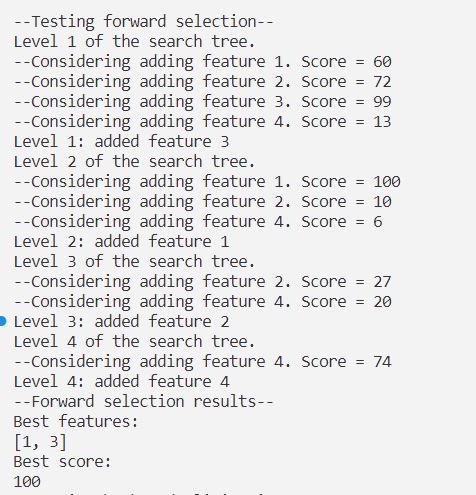 --Testing forward selection--
Level 1 of the search tree.
--Considering adding feature 1. Score = 60
--Considering adding feature 2. Score = 72
--Considering adding feature 3. Score = 99
--Considering adding feature 4. Score = 13
Level 1: added feature 3
Level 2 of the search tree.
--Considering adding feature 1. Score = 100
--Considering adding feature 2. Score = 10
--Considering adding feature 4. Score = 6
Level 2: added feature 1
Level 3 of the search tree.
--Considering adding feature 2. Score = 27
--Considering adding feature 4. Score = 20
Level 3: added feature 2
Level 4 of the search tree.
--Considering adding feature 4. Score = 74
Level 4: added feature 4
--Forward selection results--
Best features:
[1, 3]
Best score:
100